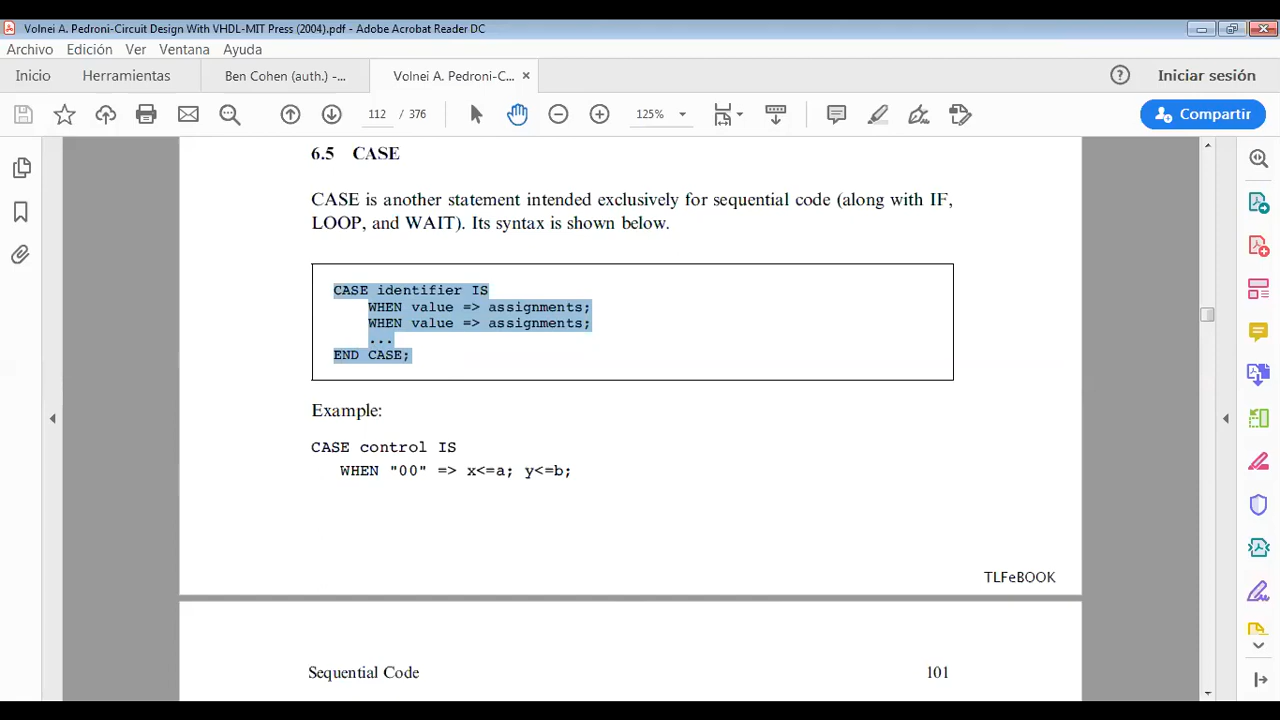 Volnei A. Pedroni-Circuit Design With VHDL-MIT Press (2004).pdf - Adobe Acrobat Reader DC
Archivo Edición Ver Ventana Ayuda
Inicio Herramientas Ben Cohen (auth.) -... Volnei A. Pedroni-C... × Iniciar sesión
112 / 376 125% Compartir
6.5 CASE
CASE is another statement intended exclusively for sequential code (along with IF,
LOOP, and WAIT). Its syntax is shown below.
CASE identifier IS
WHEN value => assignments;
WHEN value => assignments;
...
END CASE;
Example:
CASE control IS
WHEN "00" => x<=a; y<=b;
TLFeBOOK
Sequential Code 101